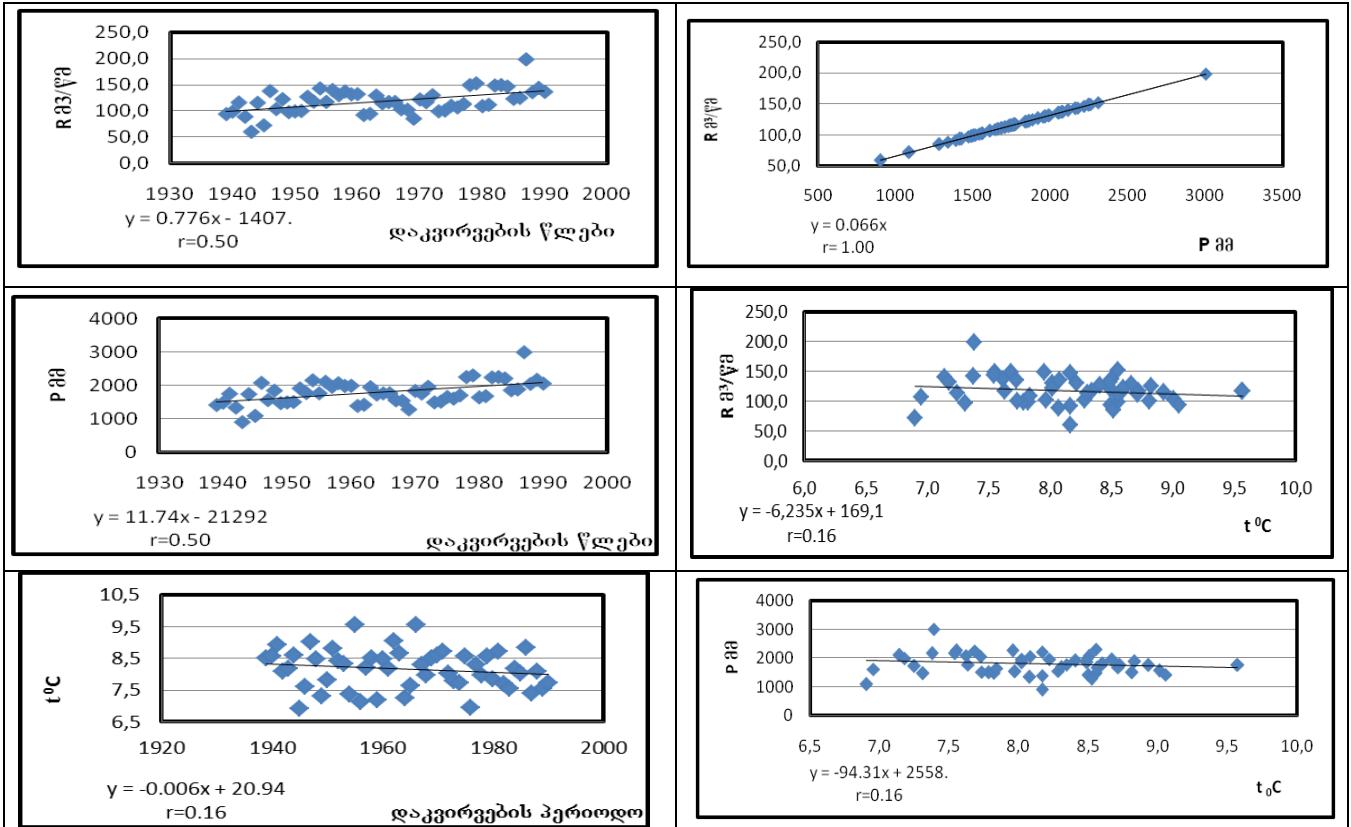 R მ3/წმ
250,0
200,0
150,0
100,0
50,0
0,0
1930 1940 1950 1960 1970 1980 1990 2000
y = 0.776x - 1407.
r=0.50
დაკვირვების წლები
R მ³/წმ
250,0
200,0
150,0
100,0
50,0
500 1000 1500 2000 2500 3000 3500
y = 0.066x
r= 1.00
P მმ
P მმ
4000
3000
2000
1000
0
1930 1940 1950 1960 1970 1980 1990 2000
y = 11.74x - 21292
r=0.50
დაკვირვების წლები
R მ³/წმ
250,0
200,0
150,0
100,0
50,0
0,0
6,0 6,5 7,0 7,5 8,0 8,5 9,0 9,5 10,0
y = -6,235x + 169,1
r=0.16
t ⁰C
t ⁰C
10,5
9,5
8,5
7,5
6,5
1920 1940 1960 1980 2000
y = -0.006x + 20.94
r=0.16
დაკვირვების პერიოდო
P მმ
4000
3000
2000
1000
0
6,5 7,0 7,5 8,0 8,5 9,0 9,5 10,0
y = -94.31x + 2558.
r=0.16
t ₀C